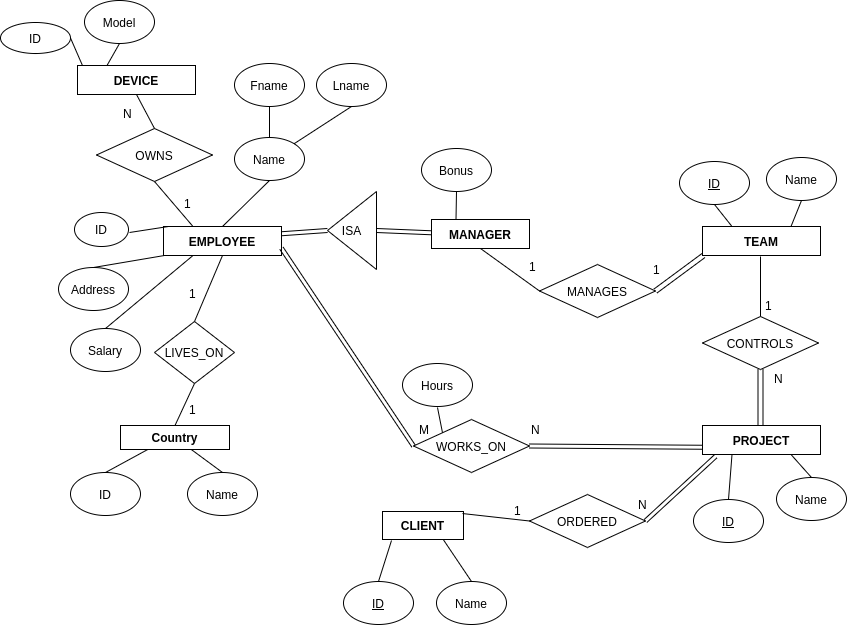 Model
ID
DEVICE
Fname
Lname
N
OWNS
Name
Bonus
ID
Name
1
ID
EMPLOYEE
ISA
MANAGER
TEAM
1
1
Address
1
MANAGES
1
Salary
LIVES_ON
CONTROLS
Hours
N
1
M
N
Country
WORKS_ON
PROJECT
ID
Name
1
N
Name
CLIENT
ORDERED
ID
ID
Name